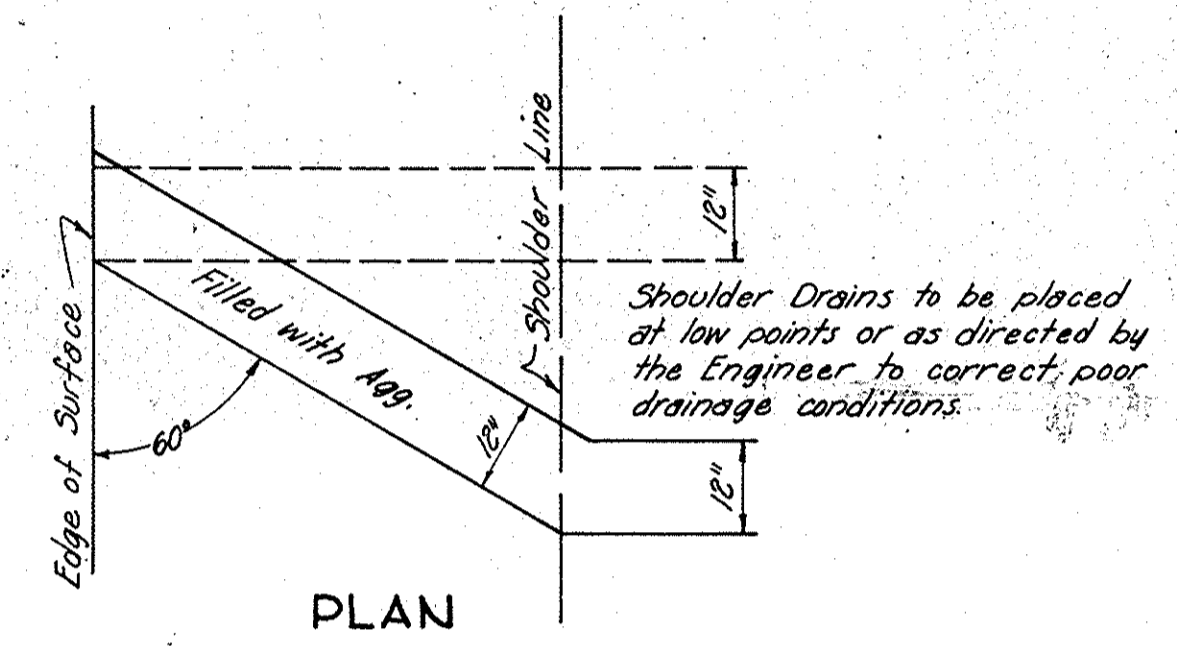 Edge of Surface
Shoulder Line
12"
Filled with Agg.
60°
12"
12"
Shoulder Drains to be placed
at low points or as directed by
the Engineer to correct poor
drainage conditions.
PLAN